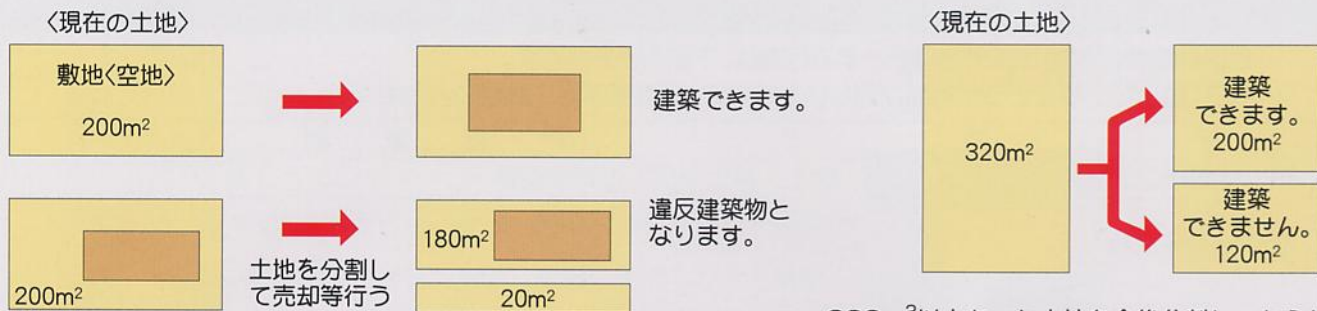 〈現在の土地〉
敷地〈空地〉
200m²
建築できます。
200m²
土地を分割し
て売却等行う
180m²
20m²
違反建築物と
なります。
〈現在の土地〉
320m²
建築
できます。
200m²
建築
できません。
120m²